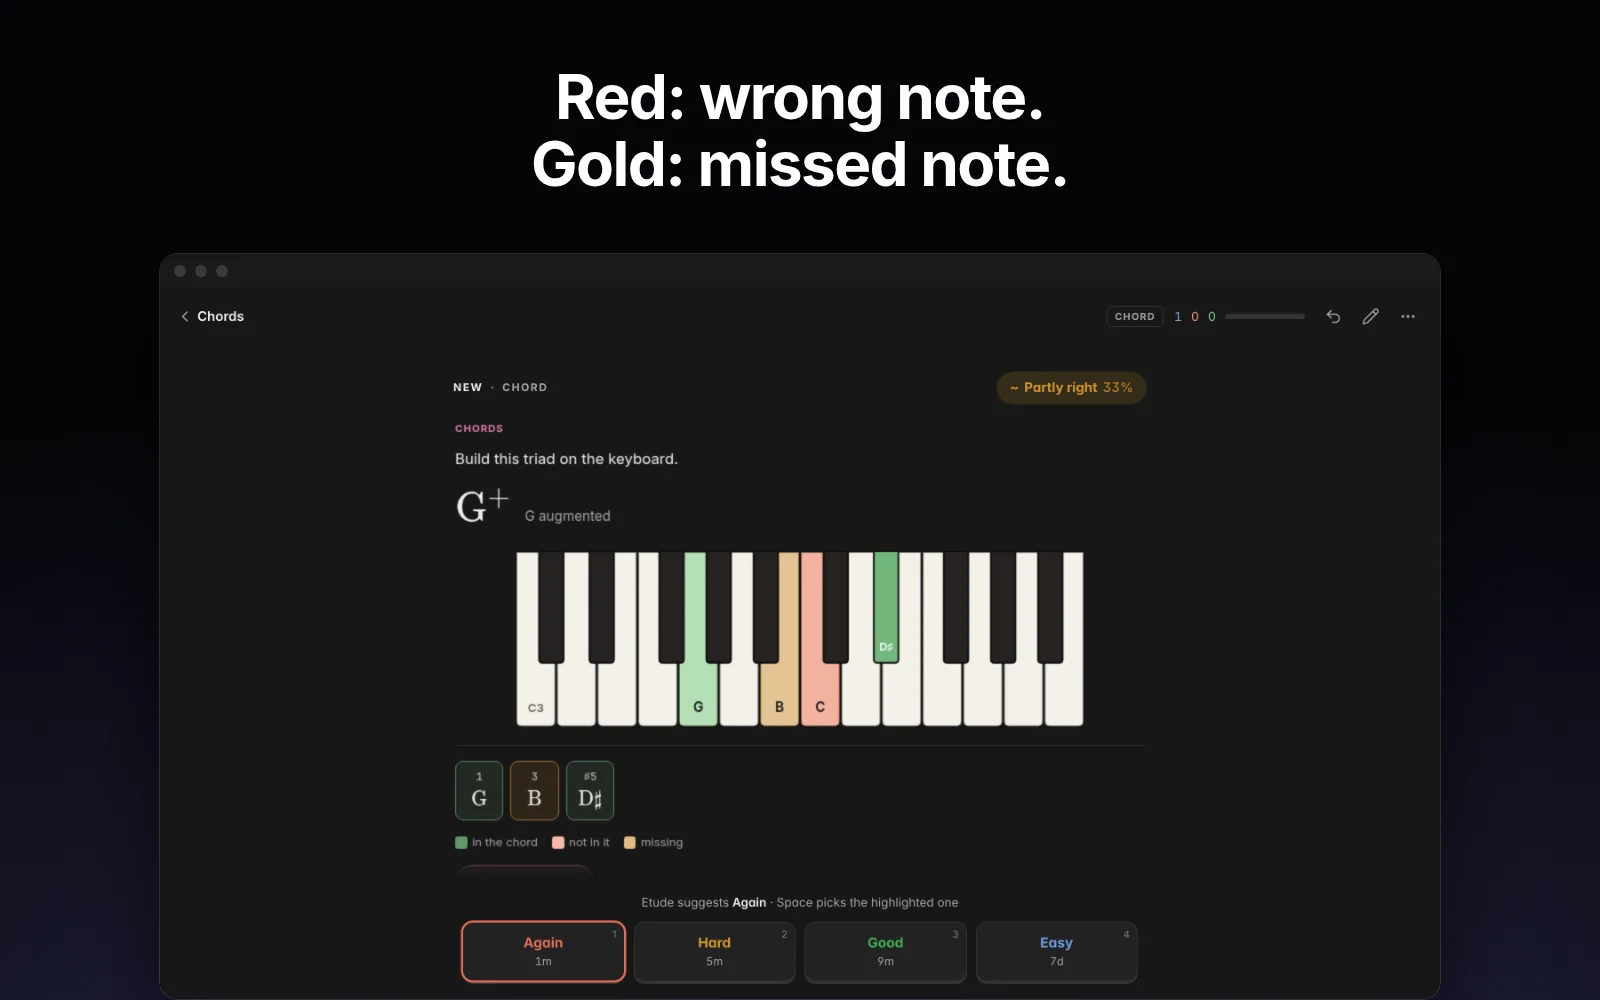 Red: wrong note.
Gold: missed note.
Chords
CHORD 1 0 0
NEW · CHORD
~ Partly right 33%
CHORDS
Build this triad on the keyboard.
G+ G augmented
D♯
C3 G B C
1 3 ♯5
G B D♯
in the chord not in it missing
Etude suggests Again · Space picks the highlighted one
Again 1 Hard 2 Good 3 Easy 4
1m 5m 9m 7d